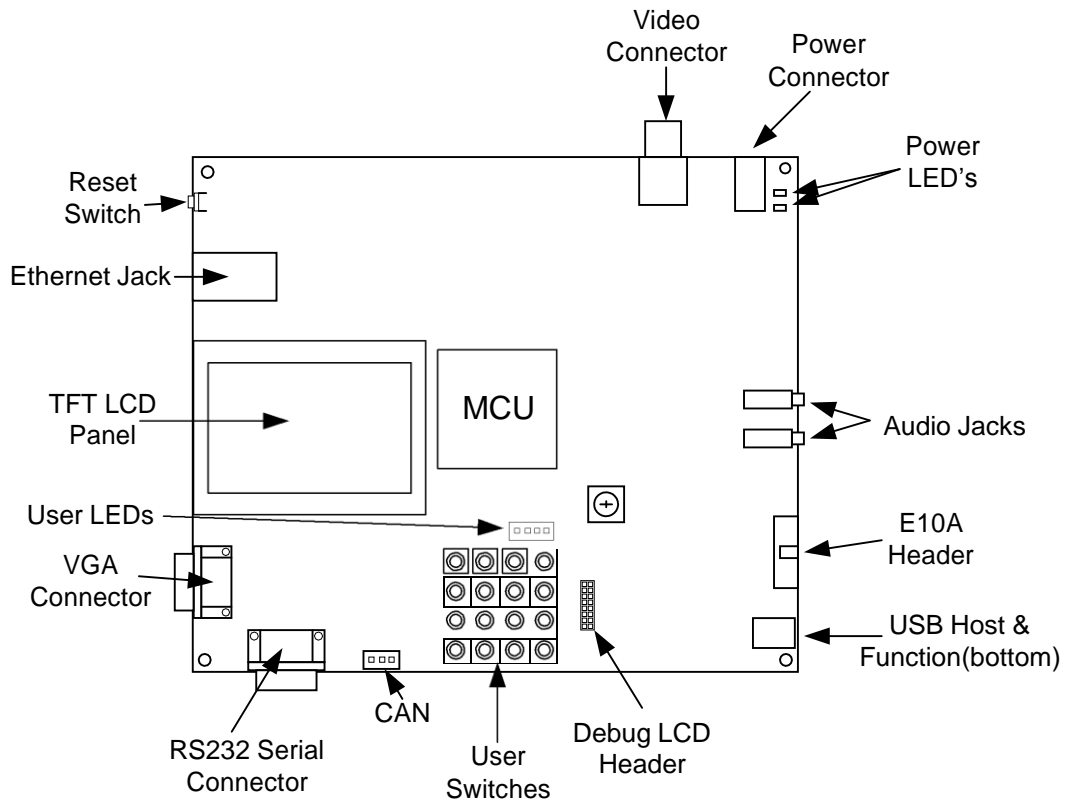 Video
Connector
Power
Connector
Power
LED's
Reset
Switch
Ethernet Jack
TFT LCD
Panel
MCU
Audio Jacks
User LEDs
E10A
Header
VGA
Connector
USB Host &
Function(bottom)
CAN
RS232 Serial
Connector
User
Switches
Debug LCD
Header